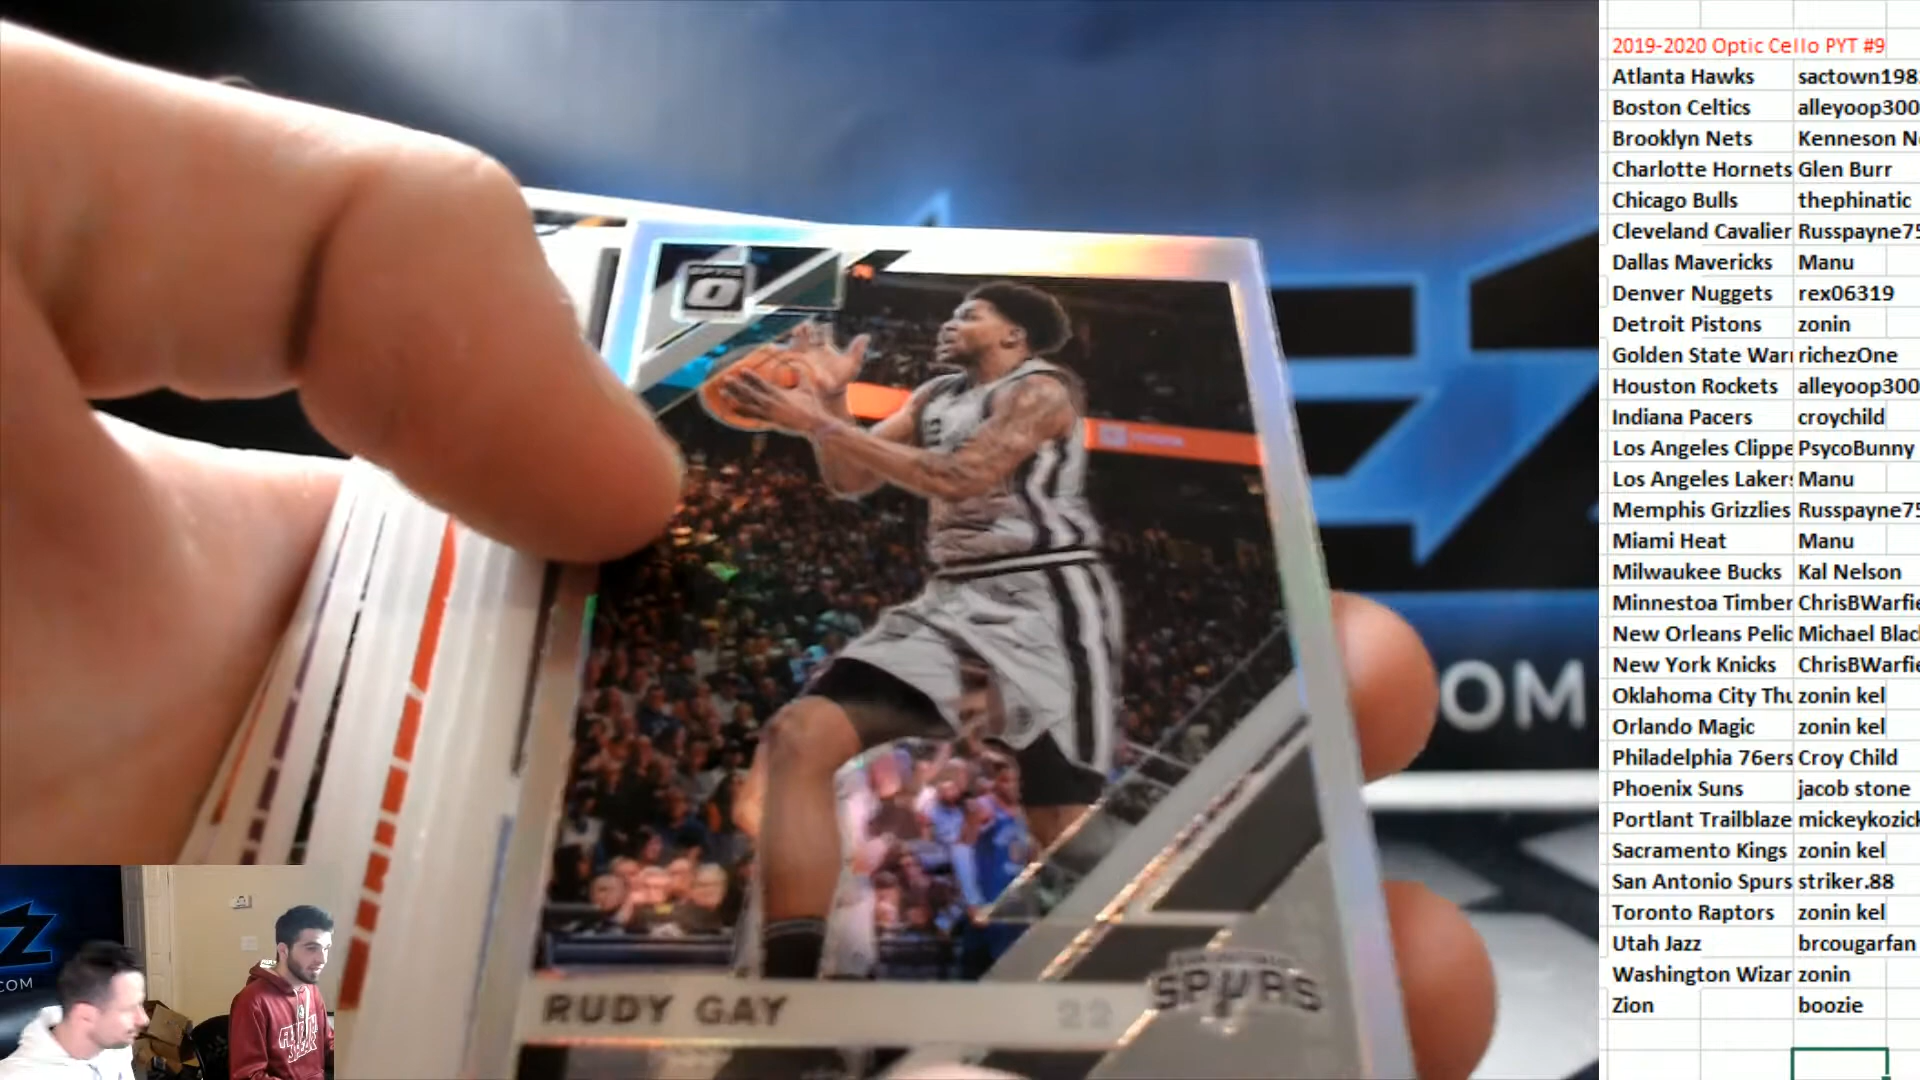 2019-2020 Optic Cello PYT #9
Atlanta Hawks sactown198
Boston Celtics alleyoop300
Brooklyn Nets Kenneson N
Charlotte Hornets Glen Burr
Chicago Bulls thephinatic
Cleveland Cavalier Russpayne75
Dallas Mavericks Manu
Denver Nuggets rex06319
Detroit Pistons zonin
Golden State Warr richezOne
Houston Rockets alleyoop300
Indiana Pacers croychild
Los Angeles Clippe PsycoBunny
Los Angeles Lakers Manu
Memphis Grizzlies Russpayne75
Miami Heat Manu
Milwaukee Bucks Kal Nelson
Minnestoa Timber ChrisBWarfie
New Orleans Pelic Michael Blac
New York Knicks ChrisBWarfie
Oklahoma City Thu zonin kel
Orlando Magic zonin kel
Philadelphia 76ers Croy Child
Phoenix Suns jacob stone
Portlant Trailblaze mickeykozick
Sacramento Kings zonin kel
San Antonio Spurs striker.88
Toronto Raptors zonin kel
Utah Jazz brcougarfan
Washington Wizar zonin
Zion boozie
OPTIC
O
RUDY GAY 22
SPURS
OM
Z
.COM